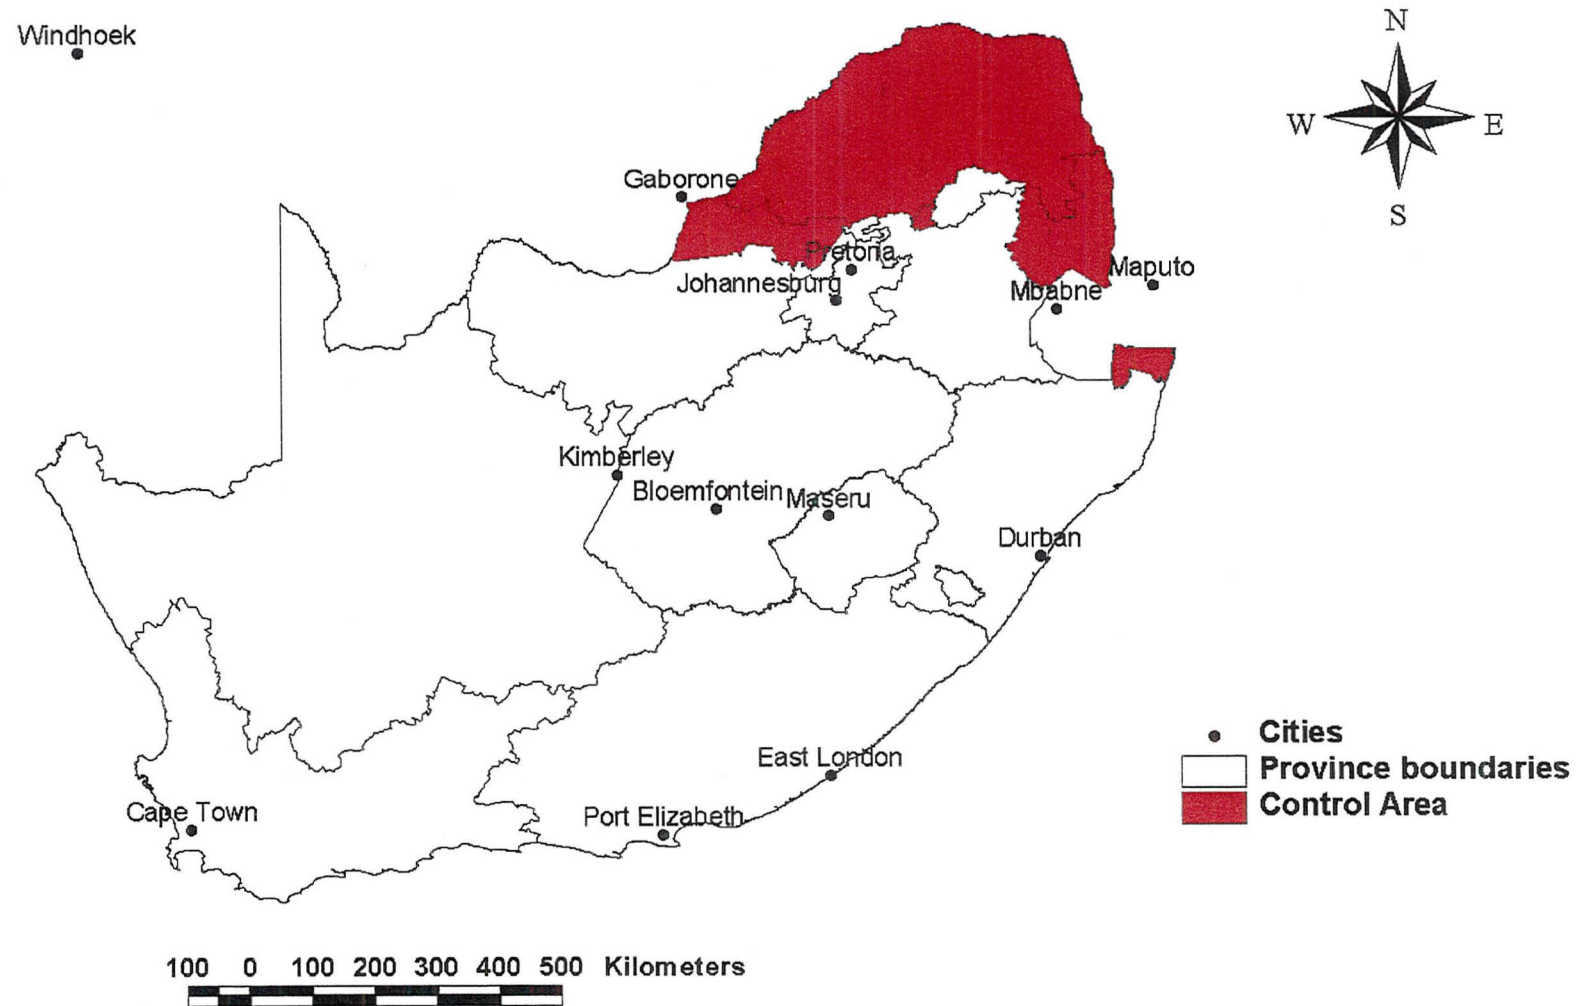 Windhoek
N
W
E
S
Gaborone
Pretoria
Johannesburg
Maputo
Mbabne
Kimberley
Bloemfontein
Maseru
Durban
East London
Cape Town
Port Elizabeth
Cities
Province boundaries
Control Area
100 0 100 200 300 400 500 Kilometers